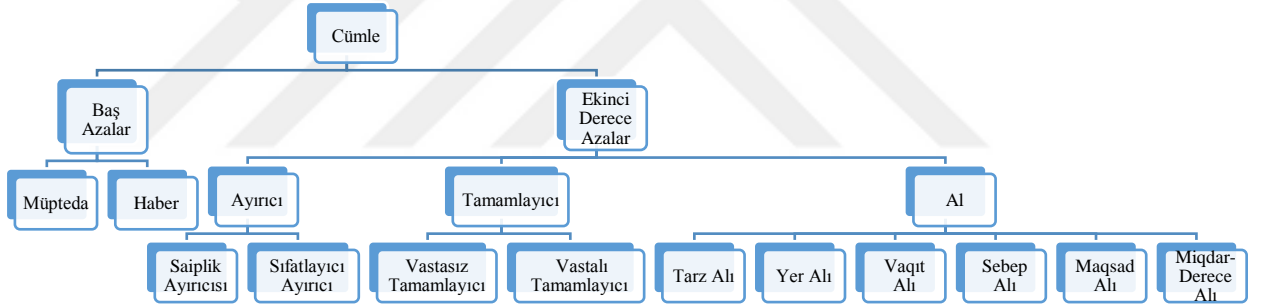 Cümle
Baş
Azalar
Ekinci
Derece
Azalar
Müpteda
Haber
Ayırıcı
Tamamlayıcı
Al
Saiplik
Ayırıcısı
Sıfatlayıcı
Ayırıcı
Vastasız
Tamamlayıcı
Vastalı
Tamamlayıcı
Tarz Alı
Yer Alı
Vaqıt
Alı
Sebep
Alı
Maqsad
Alı
Miqdar-
Derece
Alı